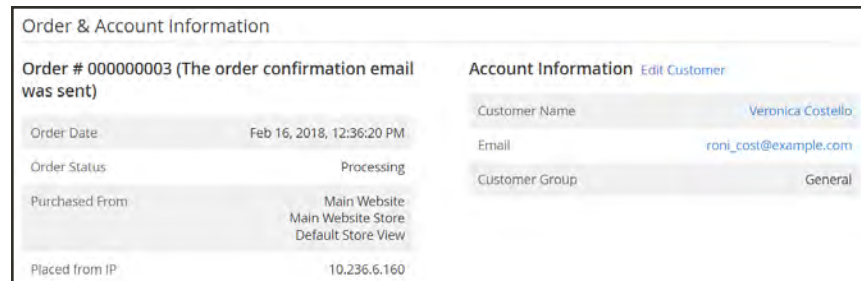 Order & Account Information
Order # 000000003 (The order confirmation email
was sent)
Order Date Feb 16, 2018, 12:36:20 PM
Order Status Processing
Purchased From Main Website
Main Website Store
Default Store View
Placed from IP 10.236.6.160
Account Information Edit Customer
Customer Name Veronica Costello
Email roni_cost@example.com
Customer Group General